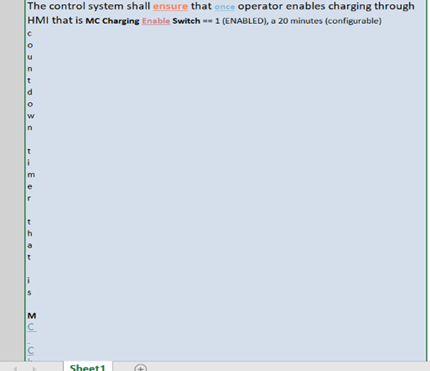 The control system shall ensure that once operator enables charging through
HMI that is MC Charging Enable Switch == 1 (ENABLED), a 20 minutes (configurable)
c
o
u
n
t
d
o
w
n
t
i
m
e
r
t
h
a
t
i
s
M
C
.
C
Sheet1